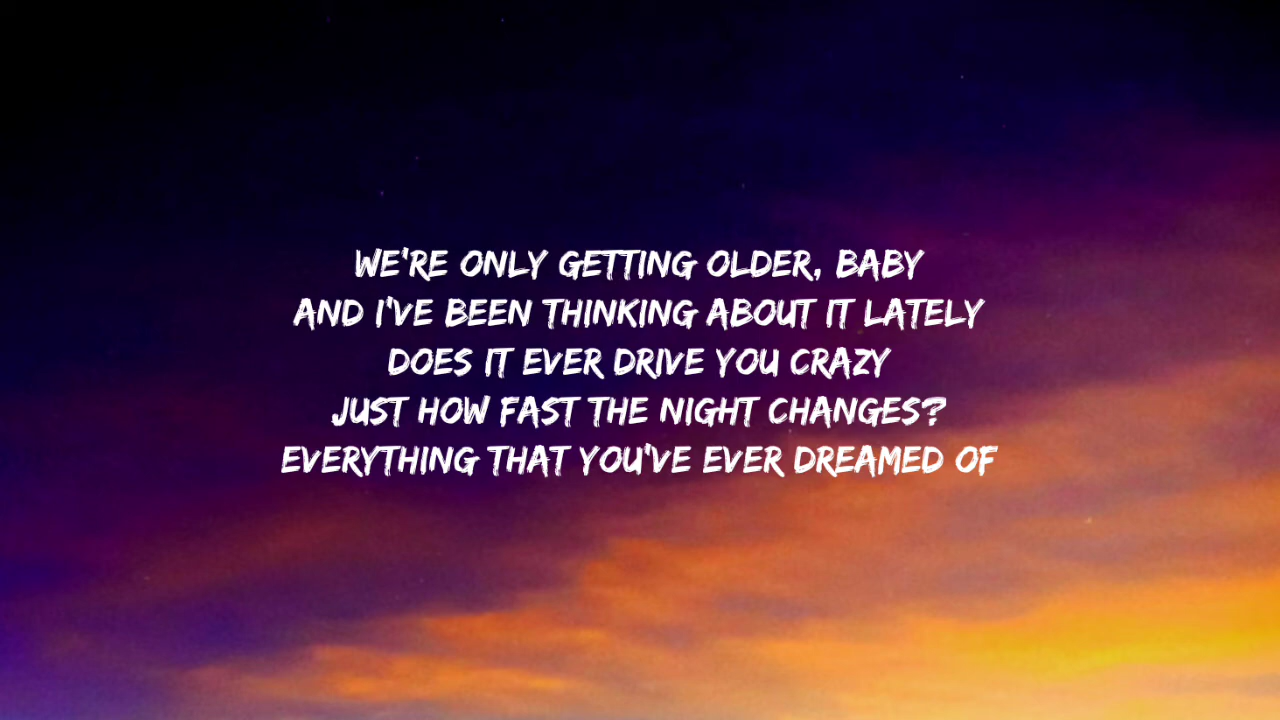 WE'RE ONLY GETTING OLDER, BABY
AND I'VE BEEN THINKING ABOUT IT LATELY
DOES IT EVER DRIVE YOU CRAZY
JUST HOW FAST THE NIGHT CHANGES?
EVERYTHING THAT YOU'VE EVER DREAMED OF